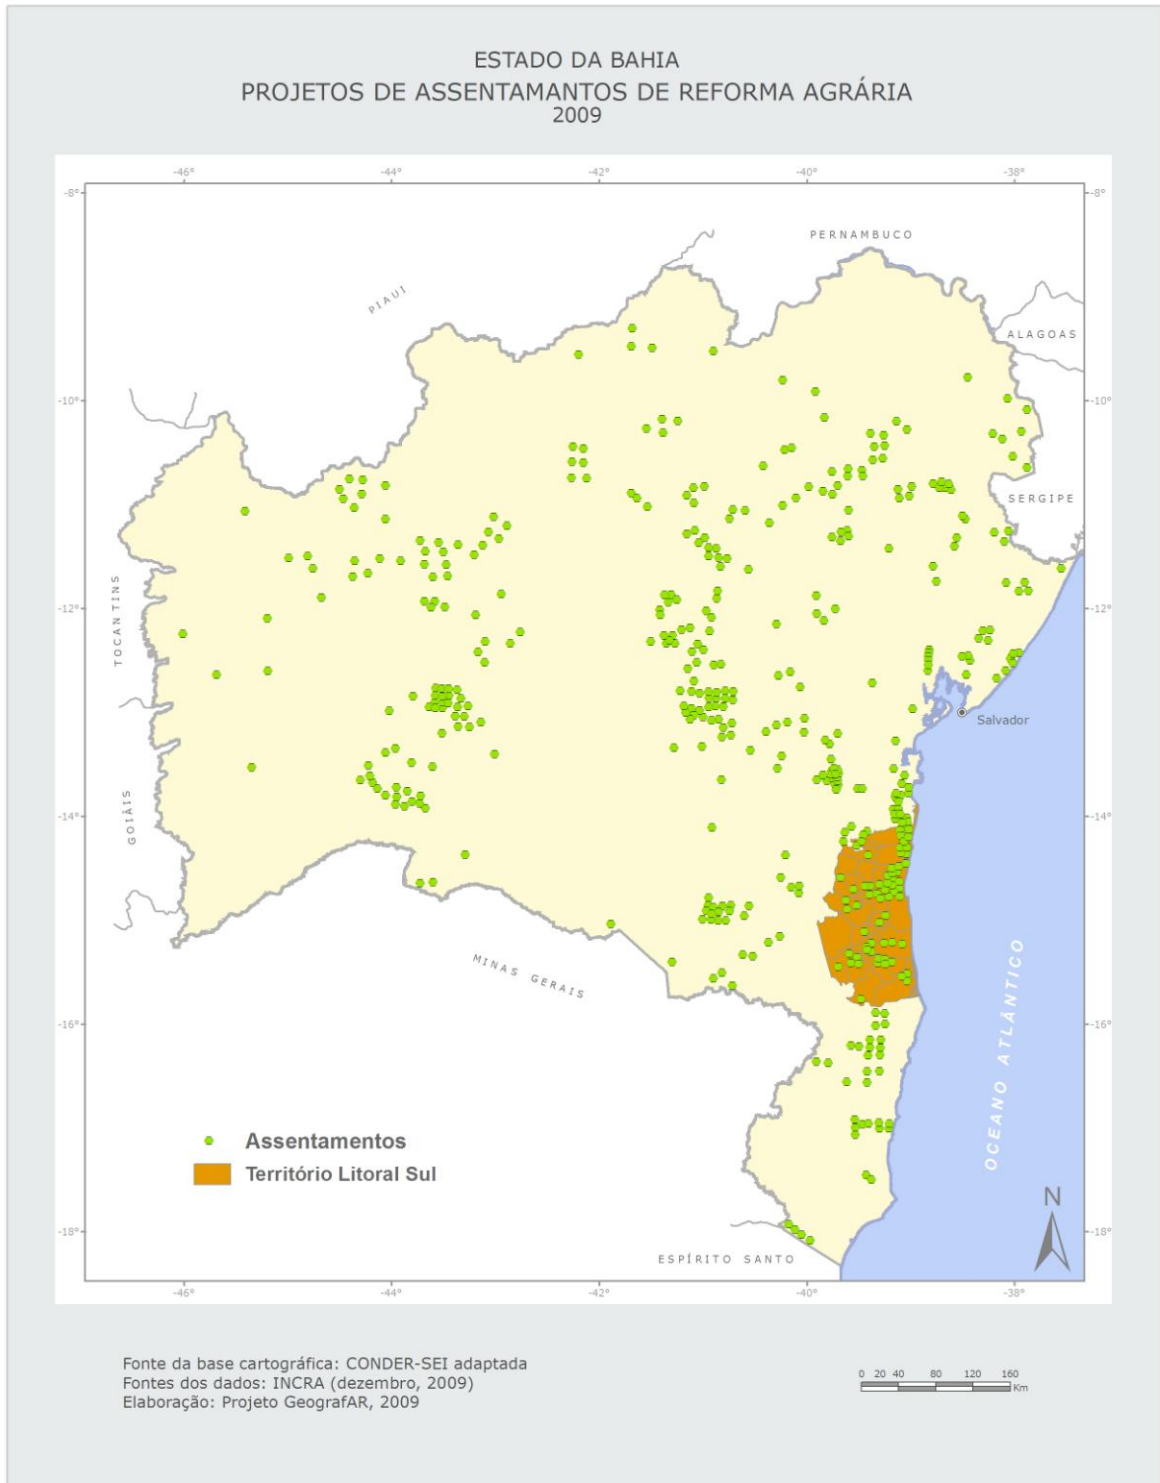 ESTADO DA BAHIA
PROJETOS DE ASSENTAMANTOS DE REFORMA AGRÁRIA
2009
-46° -44° -42° -40° -38°
-8° -8°
PERNAMBUCO
PIAUI
ALAGOAS
-10° -10°
SERGIPE
TOCANTINS
-12° -12°
Salvador
GOIÁIS
-14° -14°
MINAS GERAIS
OCEANO ATLÂNTICO
-16° -16°
Assentamentos
Território Litoral Sul
N
-18° -18°
ESPÍRITO SANTO
-46° -44° -42° -40° -38°
Fonte da base cartográfica: CONDER-SEI adaptada
Fontes dos dados: INCRA (dezembro, 2009)
Elaboração: Projeto GeografAR, 2009
0 20 40 80 120 160
Km